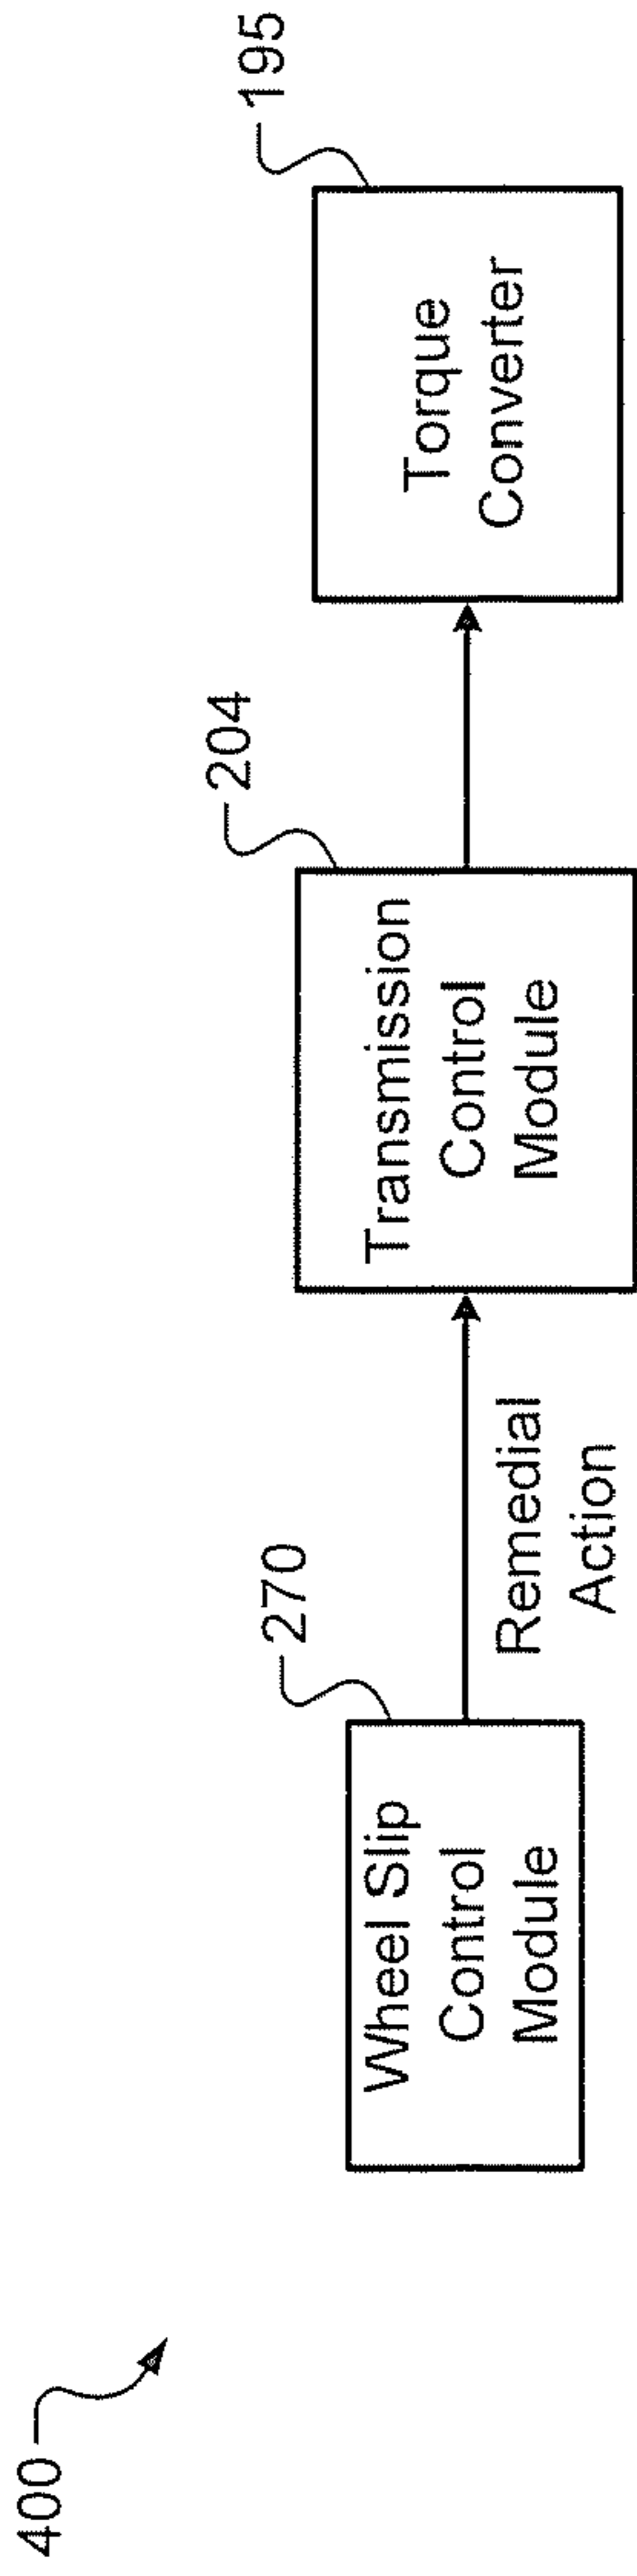 400
270
Wheel Slip
Control
Module
Remedial
Action
204
Transmission
Control
Module
195
Torque
Converter